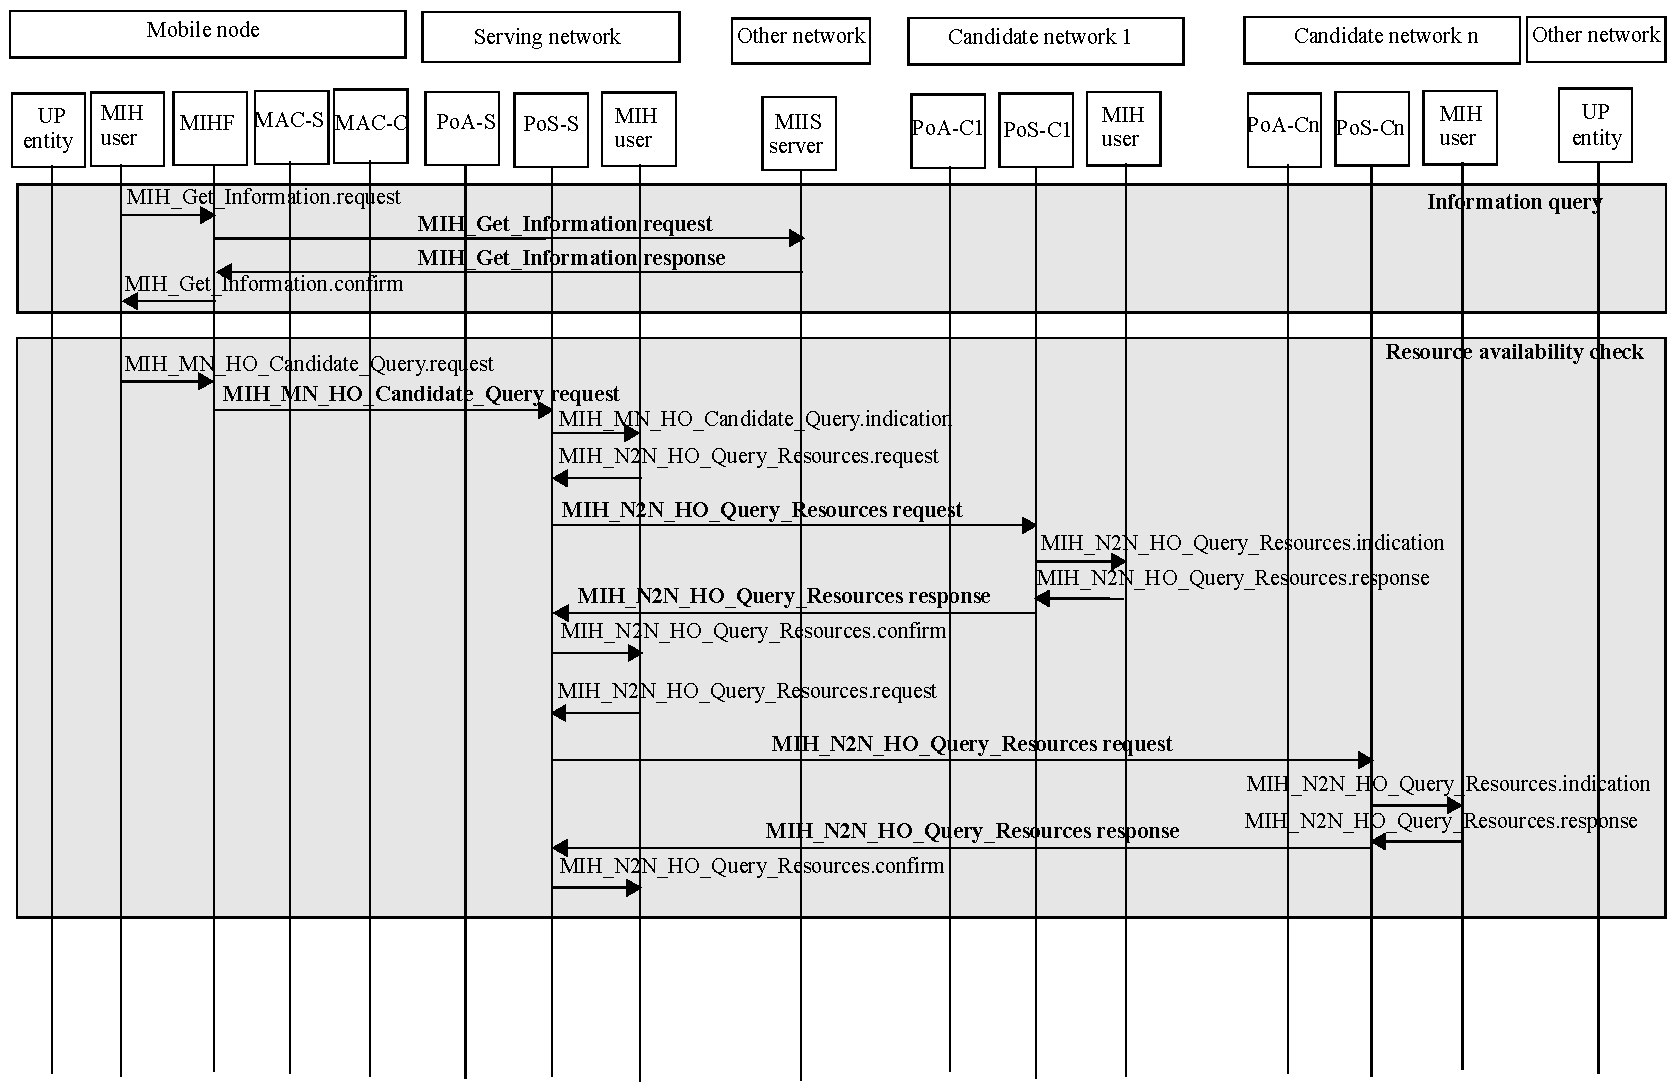 Mobile node
Serving network
Other network
Candidate network 1
Candidate network n
Other network
UP
entity
MIH
user
MIHF
MAC-S
MAC-C
PoA-S
PoS-S
MIH
user
MIIS
server
PoA-C1
PoS-C1
MIH
user
PoA-Cn
PoS-Cn
MIH
user
UP
entity
Information query
MIH_Get_Information.request
MIH_Get_Information request
MIH_Get_Information response
MIH_Get_Information.confirm
Resource availability check
MIH_MN_HO_Candidate_Query.request
MIH_MN_HO_Candidate_Query request
MIH_MN_HO_Candidate_Query.indication
MIH_N2N_HO_Query_Resources.request
MIH_N2N_HO_Query_Resources request
MIH_N2N_HO_Query_Resources.indication
MIH_N2N_HO_Query_Resources.response
MIH_N2N_HO_Query_Resources response
MIH_N2N_HO_Query_Resources.confirm
MIH_N2N_HO_Query_Resources.request
MIH_N2N_HO_Query_Resources request
MIH_N2N_HO_Query_Resources.indication
MIH_N2N_HO_Query_Resources.response
MIH_N2N_HO_Query_Resources response
MIH_N2N_HO_Query_Resources.confirm